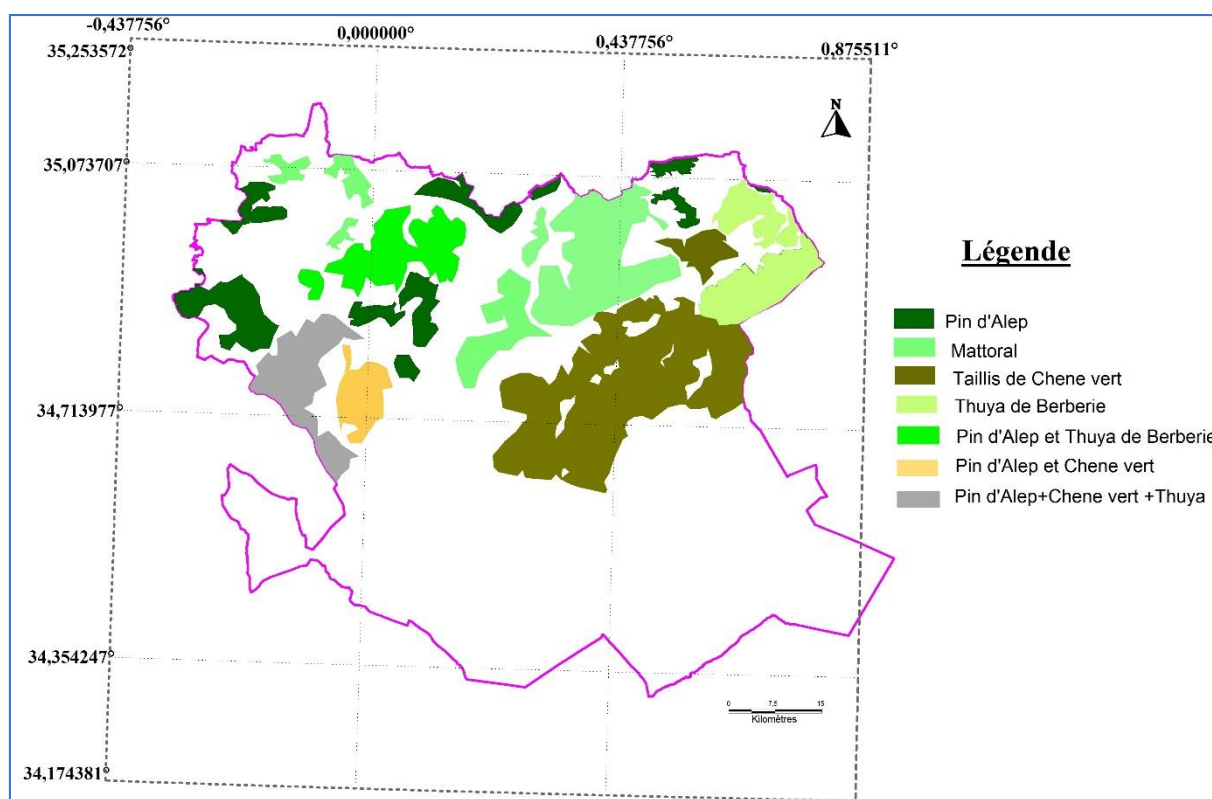 -0,437756°
35,253572°
0,000000°
0,437756°
0,875511°
N
35,073707°
Légende
Pin d'Alep
Mattoral
Taillis de Chene vert
Thuya de Berberie
Pin d'Alep et Thuya de Berberie
Pin d'Alep et Chene vert
Pin d'Alep+Chene vert +Thuya
34,713977°
34,354247°
0 7,5 15
Kilomètres
34,174381°